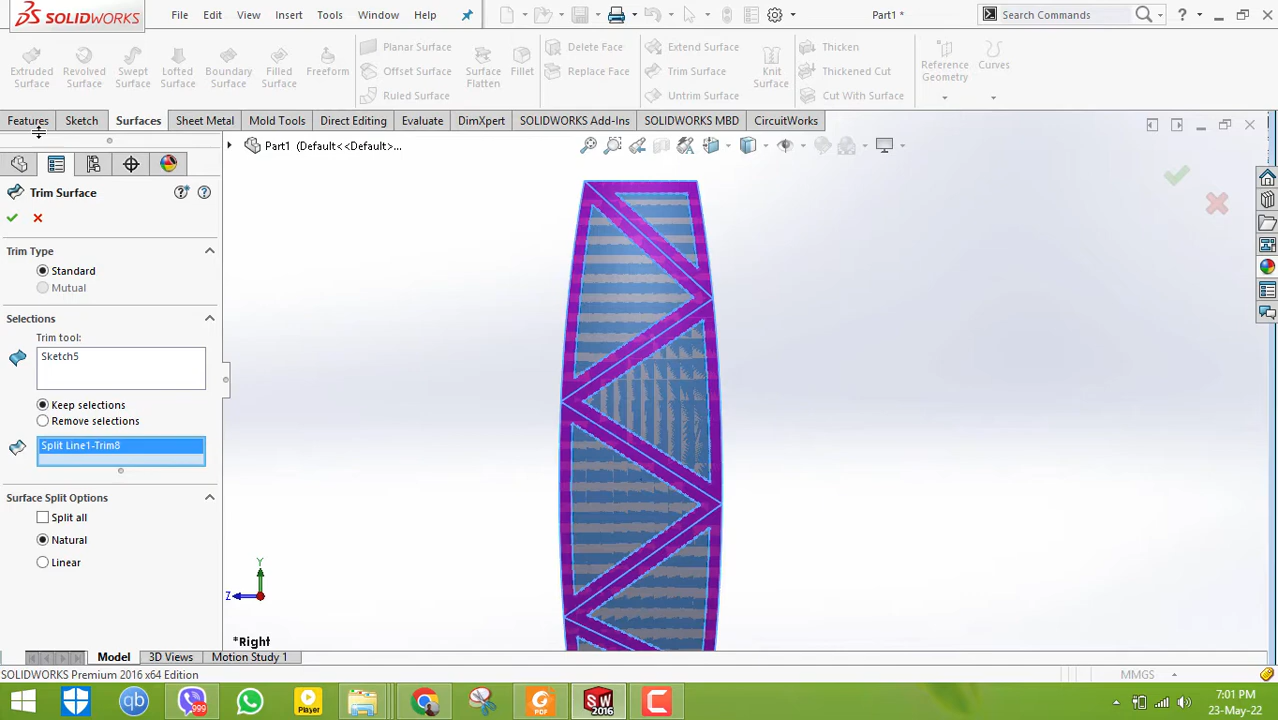 SOLIDWORKS File Edit View Insert Tools Window Help Part1 * Search Commands ?
Extruded Surface Revolved Surface Swept Surface Lofted Surface Boundary Surface Filled Surface Freeform Planar Surface Offset Surface Ruled Surface Surface Flatten Fillet Delete Face Replace Face Extend Surface Trim Surface Untrim Surface Knit Surface Thicken Thickened Cut Cut With Surface Reference Geometry Curves
Features Sketch Surfaces Sheet Metal Mold Tools Direct Editing Evaluate DimXpert SOLIDWORKS Add-Ins SOLIDWORKS MBD CircuitWorks
Part1 (Default<<Default>...
Trim Surface
Trim Type
Standard
Mutual
Selections
Trim tool:
Sketch5
Keep selections
Remove selections
Split Line1-Trim8
Surface Split Options
Split all
Natural
Linear
Y
Z
*Right
Model 3D Views Motion Study 1
SOLIDWORKS Premium 2016 x64 Edition MMGS
qb 999 Player PDF SW 2016
7:01 PM
23-May-22